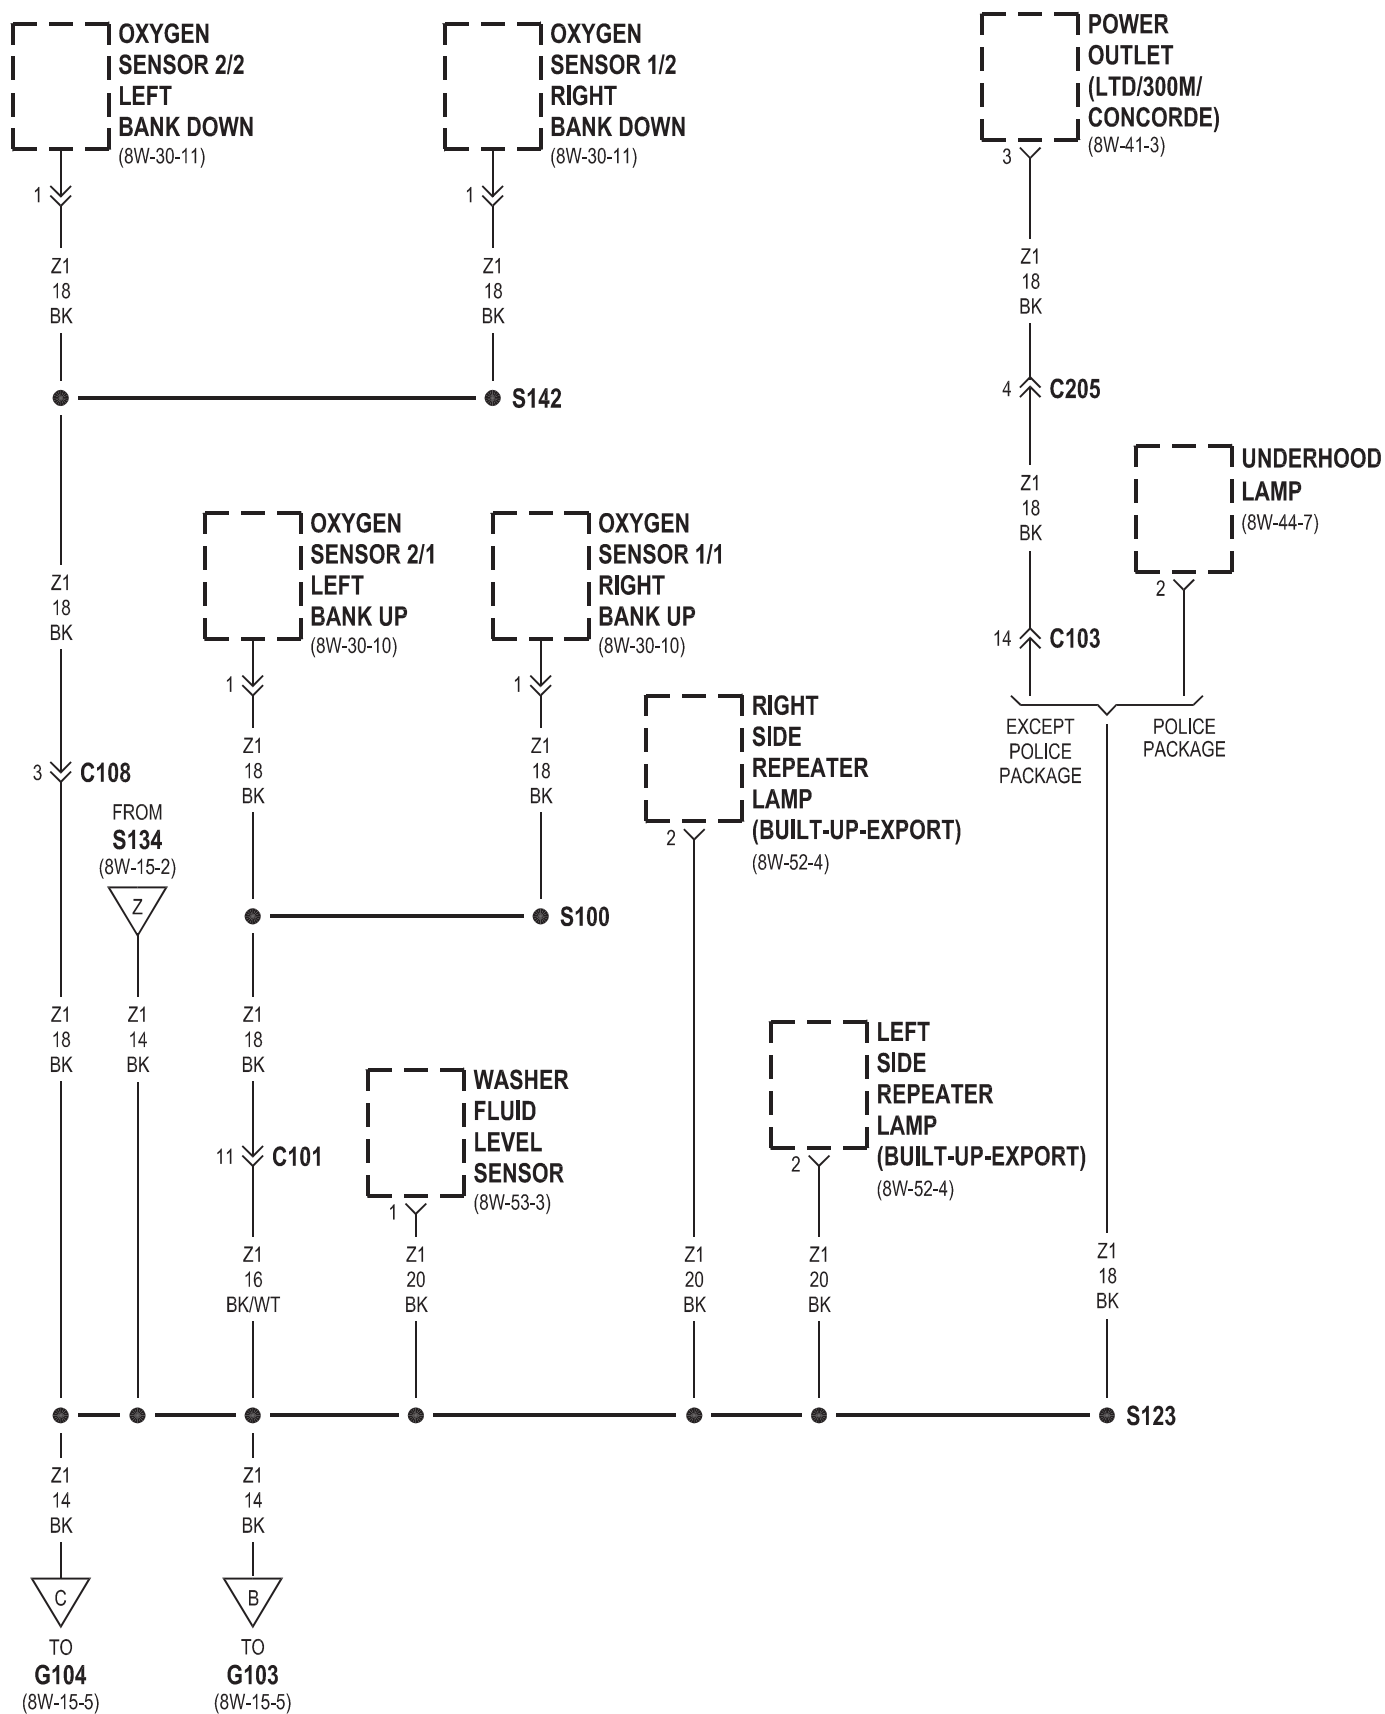 OXYGEN
SENSOR 2/2
LEFT
BANK DOWN
(8W-30-11)
1
Z1
18
BK
OXYGEN
SENSOR 1/2
RIGHT
BANK DOWN
(8W-30-11)
1
Z1
18
BK
S142
POWER
OUTLET
(LTD/300M/
CONCORDE)
(8W-41-3)
3
Z1
18
BK
4
C205
Z1
18
BK
14
C103
UNDERHOOD
LAMP
(8W-44-7)
2
EXCEPT
POLICE
PACKAGE
POLICE
PACKAGE
Z1
18
BK
3
C108
OXYGEN
SENSOR 2/1
LEFT
BANK UP
(8W-30-10)
1
Z1
18
BK
OXYGEN
SENSOR 1/1
RIGHT
BANK UP
(8W-30-10)
1
Z1
18
BK
S100
FROM
S134
(8W-15-2)
Z
Z1
18
BK
Z1
14
BK
Z1
18
BK
11
C101
Z1
16
BK/WT
WASHER
FLUID
LEVEL
SENSOR
(8W-53-3)
1
Z1
20
BK
RIGHT
SIDE
REPEATER
LAMP
(BUILT-UP-EXPORT)
(8W-52-4)
2
Z1
20
BK
LEFT
SIDE
REPEATER
LAMP
(BUILT-UP-EXPORT)
(8W-52-4)
2
Z1
20
BK
Z1
18
BK
S123
Z1
14
BK
C
TO
G104
(8W-15-5)
Z1
14
BK
B
TO
G103
(8W-15-5)